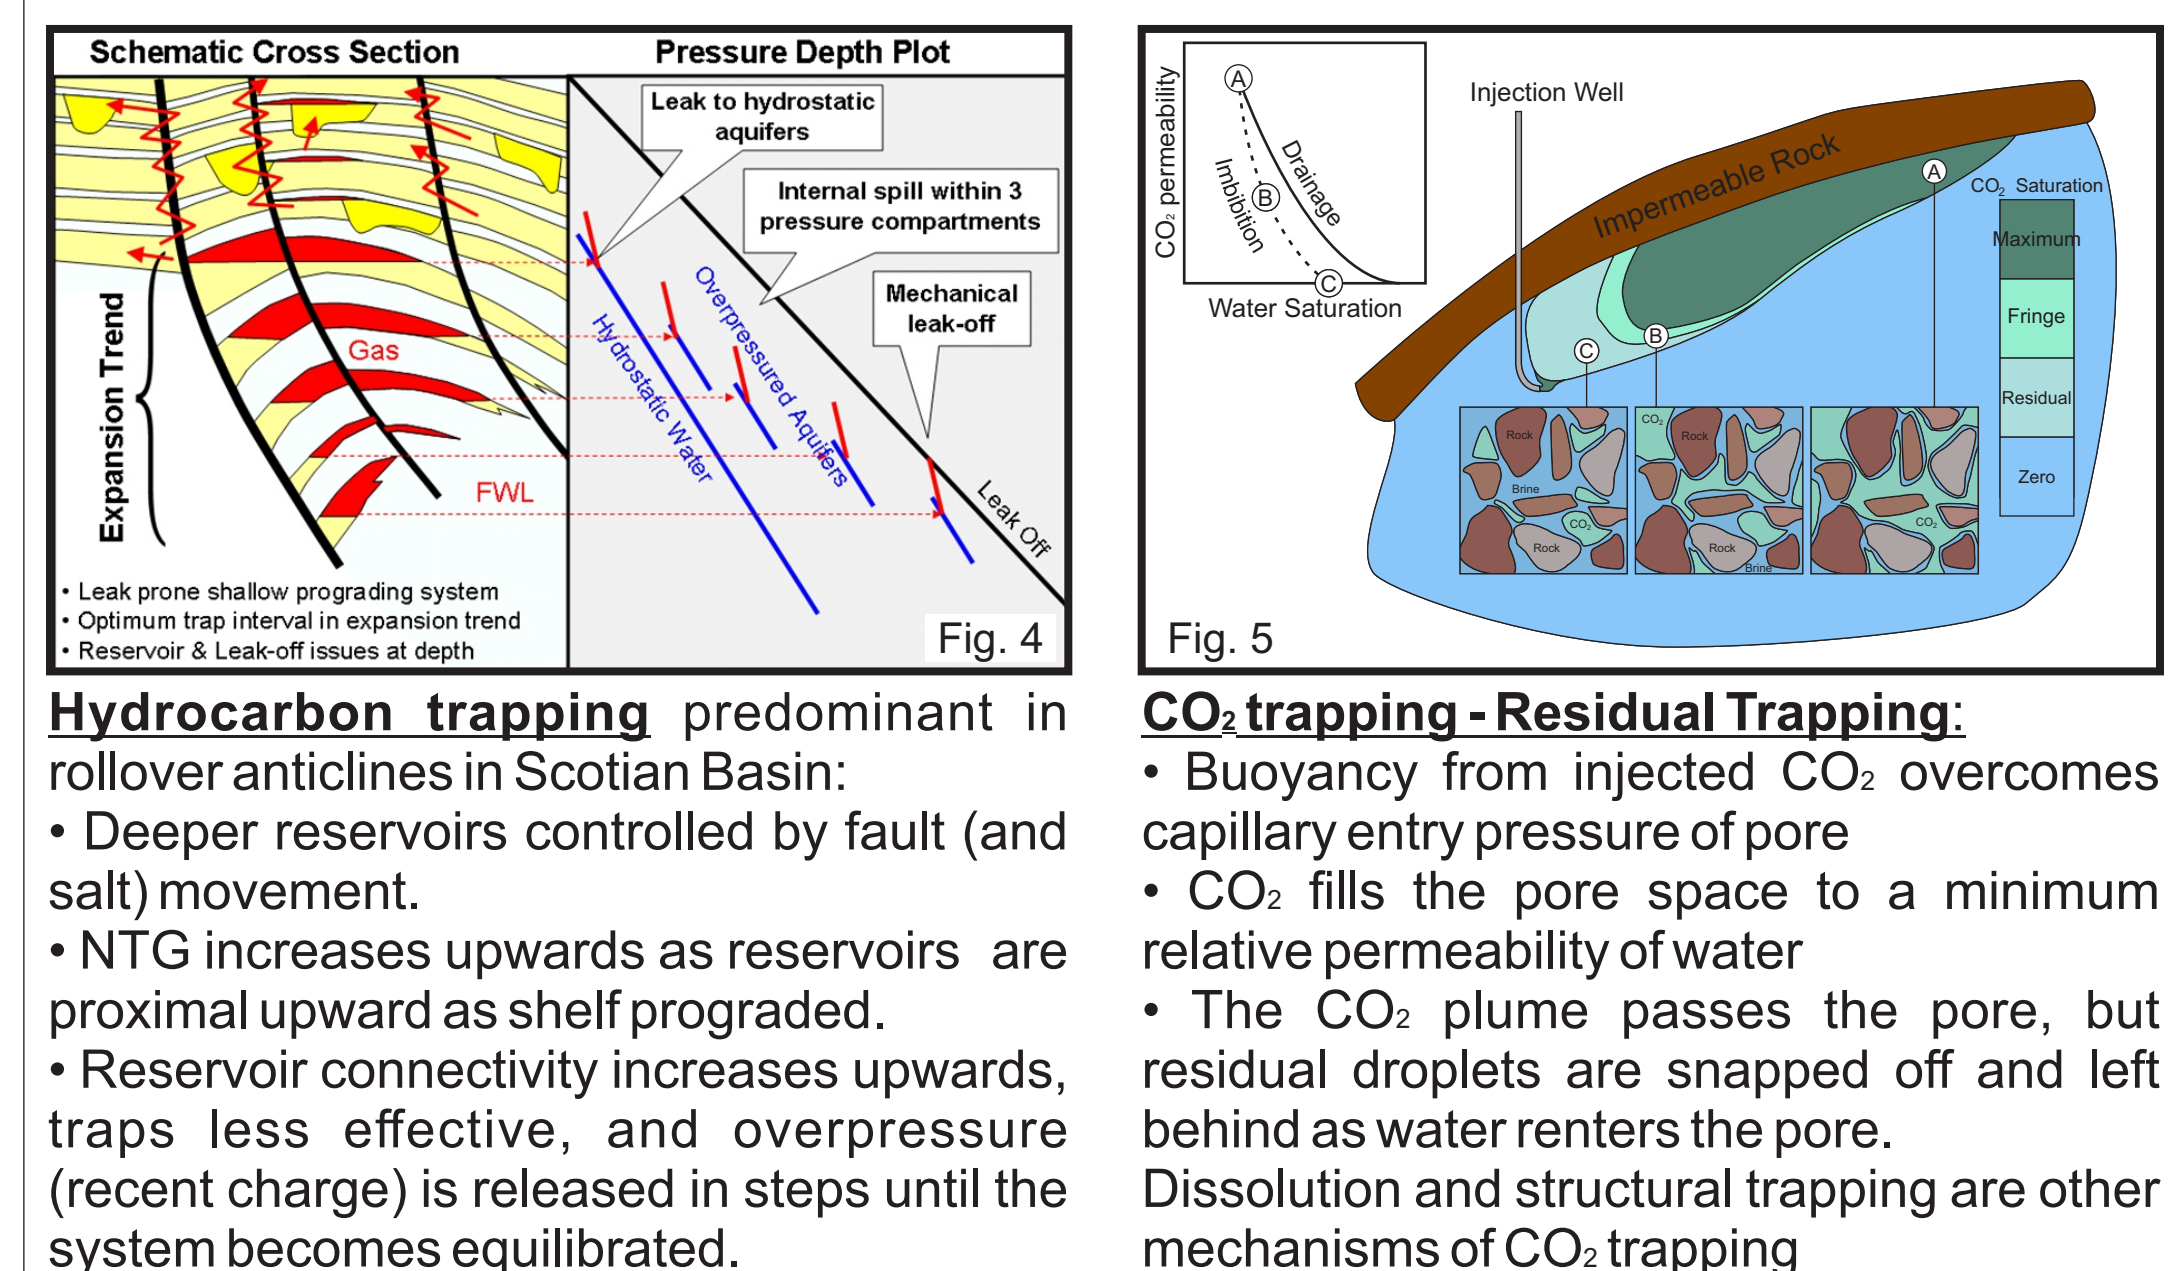 Schematic Cross Section
Pressure Depth Plot
Leak to hydrostatic
aquifers
Internal spill within 3
pressure compartments
Mechanical
leak-off
Overpressured Aquifers
Hydrostatic Water
Leak Off
Expansion Trend
Gas
FWL
• Leak prone shallow prograding system
• Optimum trap interval in expansion trend
• Reservoir & Leak-off issues at depth
Fig. 4
CO₂ permeability
A
Drainage
Imbibition
B
C
Water Saturation
Injection Well
Impermeable Rock
A
B
C
CO₂ Saturation
Maximum
Fringe
Residual
Zero
Rock
Brine
CO₂
Rock
CO₂
Rock
Rock
Brine
CO₂
Fig. 5
Hydrocarbon trapping predominant in
rollover anticlines in Scotian Basin:
• Deeper reservoirs controlled by fault (and
salt) movement.
• NTG increases upwards as reservoirs are
proximal upward as shelf prograded.
• Reservoir connectivity increases upwards,
traps less effective, and overpressure
(recent charge) is released in steps until the
system becomes equilibrated.
CO₂ trapping - Residual Trapping:
• Buoyancy from injected CO₂ overcomes
capillary entry pressure of pore
• CO₂ fills the pore space to a minimum
relative permeability of water
• The CO₂ plume passes the pore, but
residual droplets are snapped off and left
behind as water renters the pore.
Dissolution and structural trapping are other
mechanisms of CO₂ trapping